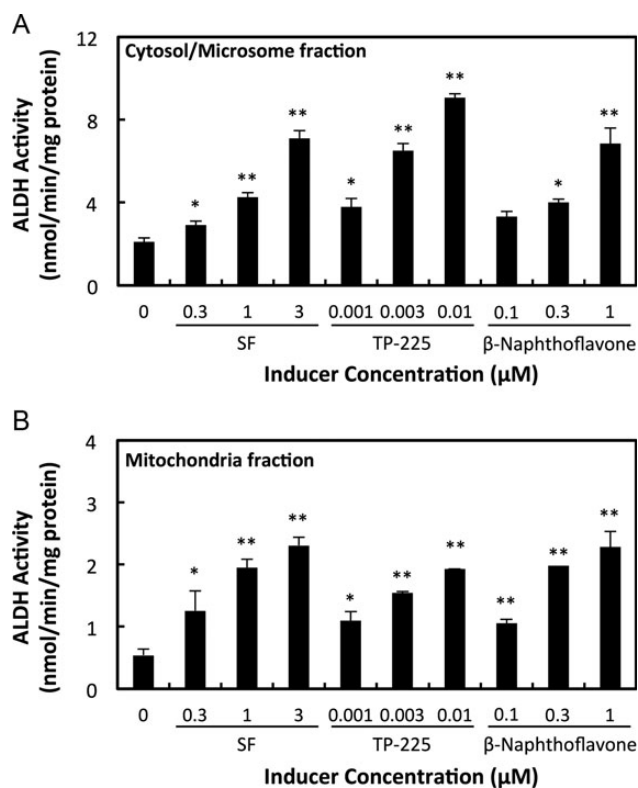 A
Cytosol/Microsome fraction
ALDH Activity
(nmol/min/mg protein)
12
8
4
0
*
**
**
*
**
**
*
**
0 0.3 1 3 0.001 0.003 0.01 0.1 0.3 1
SF TP-225 β-Naphthoflavone
Inducer Concentration (μM)
B
Mitochondria fraction
ALDH Activity
(nmol/min/mg protein)
4
3
2
1
0
*
**
**
*
**
**
**
**
**
0 0.3 1 3 0.001 0.003 0.01 0.1 0.3 1
SF TP-225 β-Naphthoflavone
Inducer Concentration (μM)